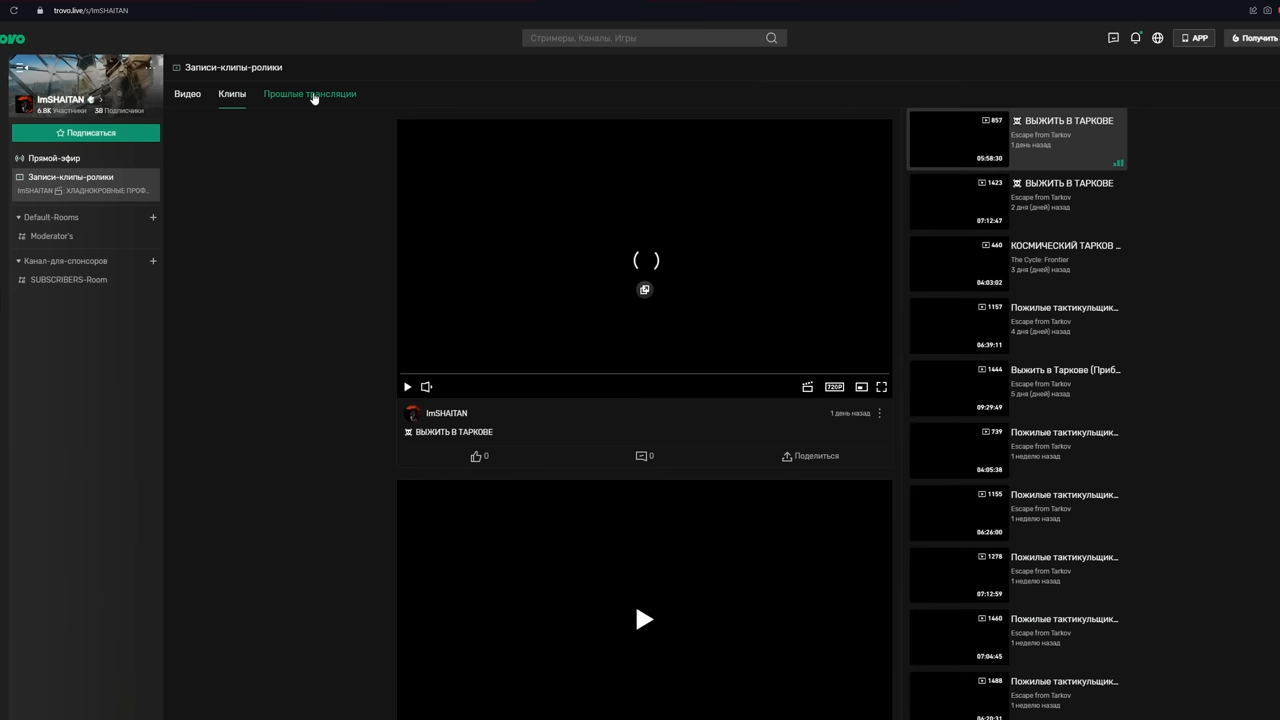 trovo.live/s/ImSHAITAN
ovo
Стримеры, Каналы, Игры
APP
Получить
ImSHAITAN
6.8K Участники 38 Подписчики
Подписаться
Прямой-эфир
Записи-клипы-ролики
ImSHAITAN ХЛАДНОКРОВНЫЕ ПРОФ...
Default-Rooms
Moderator's
Канал-для-спонсоров
SUBSCRIBERS-Room
Записи-клипы-ролики
Видео
Клипы
Прошлые трансляции
720P
ImSHAITAN
1 день назад
ВЫЖИТЬ В ТАРКОВЕ
0
0
Поделиться
857
05:58:30
ВЫЖИТЬ В ТАРКОВЕ
Escape from Tarkov
1 день назад
1423
07:12:47
ВЫЖИТЬ В ТАРКОВЕ
Escape from Tarkov
2 дня (дней) назад
460
04:03:02
КОСМИЧЕСКИЙ ТАРКОВ ...
The Cycle: Frontier
3 дня (дней) назад
1157
06:39:11
Пожилые тактикульщик...
Escape from Tarkov
4 дня (дней) назад
1444
09:29:49
Выжить в Таркове (Приб...
Escape from Tarkov
5 дня (дней) назад
739
04:05:38
Пожилые тактикульщик...
Escape from Tarkov
1 неделю назад
1155
06:26:00
Пожилые тактикульщик...
Escape from Tarkov
1 неделю назад
1278
07:12:59
Пожилые тактикульщик...
Escape from Tarkov
1 неделю назад
1460
07:04:45
Пожилые тактикульщик...
Escape from Tarkov
1 неделю назад
1488
06:20:31
Пожилые тактикульщик...
Escape from Tarkov
1 неделю назад